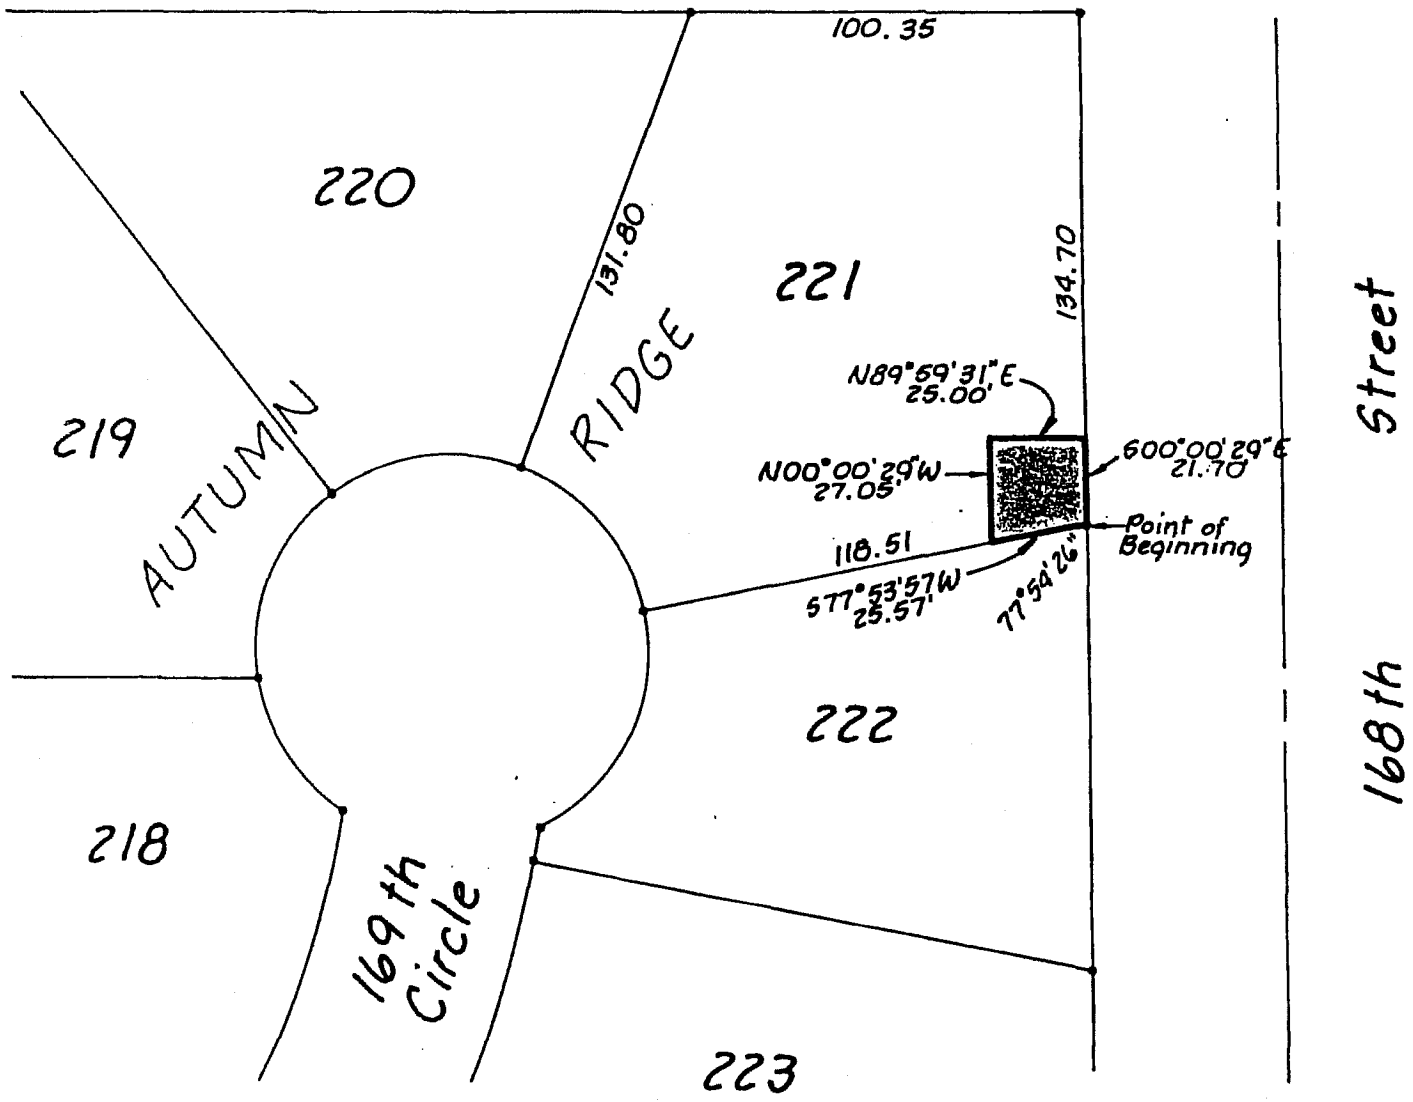 100.35
220
131.80
221
134.70
Street
168th
N89°59'31"E
25.00'
AUTUMN
RIDGE
219
S00°00'29"E
21.70
N00°00'29"W
27.05'
Point of
Beginning
118.51
S77°53'57W
25.57'
77°54'26"
222
218
169th
Circle
223